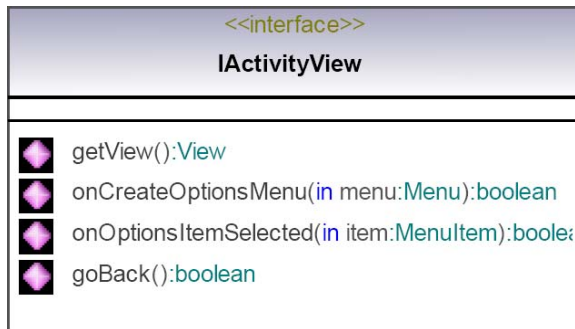 <<interface>>
IActivityView
getView():View
onCreateOptionsMenu(in menu:Menu):boolean
onOptionsItemSelected(in item:MenuItem):boolea
goBack():boolean